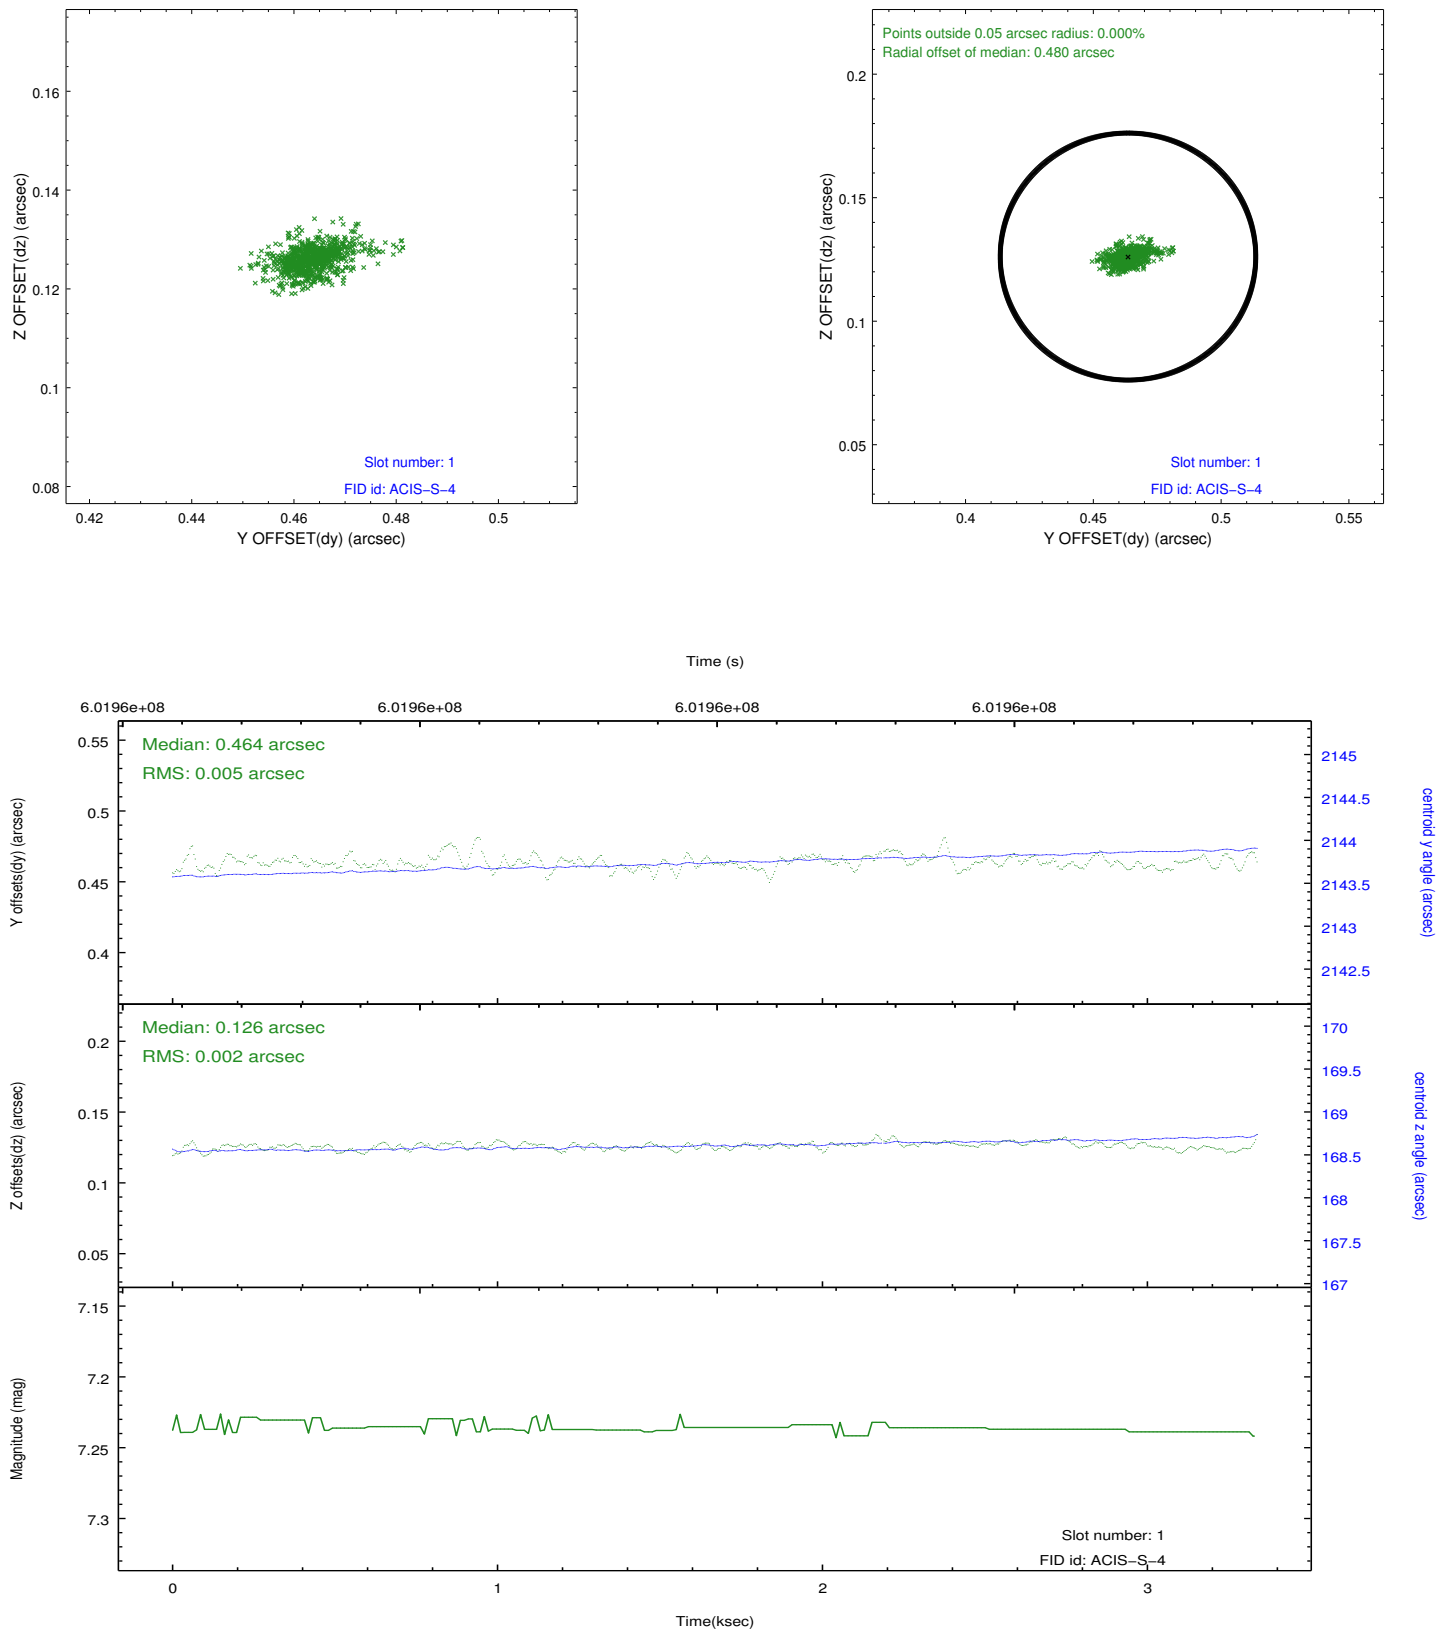 0.16
0.14
0.12
0.1
0.08
Z OFFSET(dz) (arcsec)
Slot number: 1
FID id: ACIS−S−4
0.42 0.44 0.46 0.48 0.5
Y OFFSET(dy) (arcsec)
Points outside 0.05 arcsec radius: 0.000%
Radial offset of median: 0.480 arcsec
0.2
0.15
0.1
0.05
Z OFFSET(dz) (arcsec)
Slot number: 1
FID id: ACIS−S−4
0.4 0.45 0.5 0.55
Y OFFSET(dy) (arcsec)
Time (s)
6.0196e+08 6.0196e+08 6.0196e+08 6.0196e+08
Median: 0.464 arcsec
RMS: 0.005 arcsec
0.55
0.5
0.45
0.4
Y offsets(dy) (arcsec)
2145
2144.5
2144
2143.5
2143
2142.5
centroid y angle (arcsec)
Median: 0.126 arcsec
RMS: 0.002 arcsec
0.2
0.15
0.1
0.05
Z offsets(dz) (arcsec)
170
169.5
169
168.5
168
167.5
167
centroid z angle (arcsec)
7.15
7.2
7.25
7.3
Magnitude (mag)
Slot number: 1
FID id: ACIS−S−4
0 1 2 3
Time(ksec)